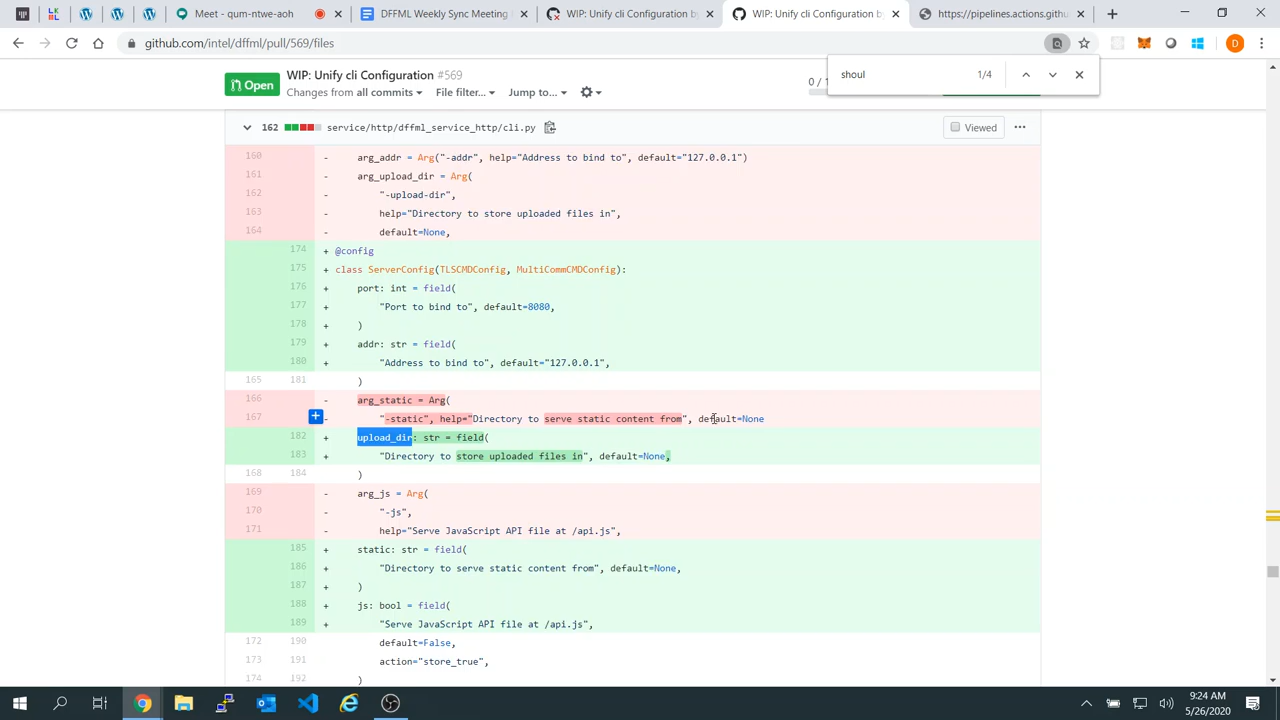 Meet - qum-nwe-aoh
DFFML Weekly Sync Meeting
WIP: Unify Configuration by
WIP: Unify cli Configuration by
https://pipelines.actions.githu
github.com/intel/dffml/pull/569/files
D
shoul
1/4
Open
WIP: Unify cli Configuration #569
Changes from all commits
File filter...
Jump to...
0 / 1
162
service/http/dffml_service_http/cli.py
Viewed
160 - arg_addr = Arg("-addr", help="Address to bind to", default="127.0.0.1")
161 - arg_upload_dir = Arg(
162 - "-upload-dir",
163 - help="Directory to store uploaded files in",
164 - default=None,
174 + @config
175 + class ServerConfig(TLSCMDConfig, MultiCommCMDConfig):
176 + port: int = field(
177 + "Port to bind to", default=8080,
178 + )
179 + addr: str = field(
180 + "Address to bind to", default="127.0.0.1",
165 181 )
166 - arg_static = Arg(
167 - "-static", help="Directory to serve static content from", default=None
182 + upload_dir: str = field(
183 + "Directory to store uploaded files in", default=None,
168 184 )
169 - arg_js = Arg(
170 - "-js",
171 - help="Serve JavaScript API file at /api.js",
185 + static: str = field(
186 + "Directory to serve static content from", default=None,
187 + )
188 + js: bool = field(
189 + "Serve JavaScript API file at /api.js",
172 190 default=False,
173 191 action="store_true",
174 192 )
9:24 AM
5/26/2020